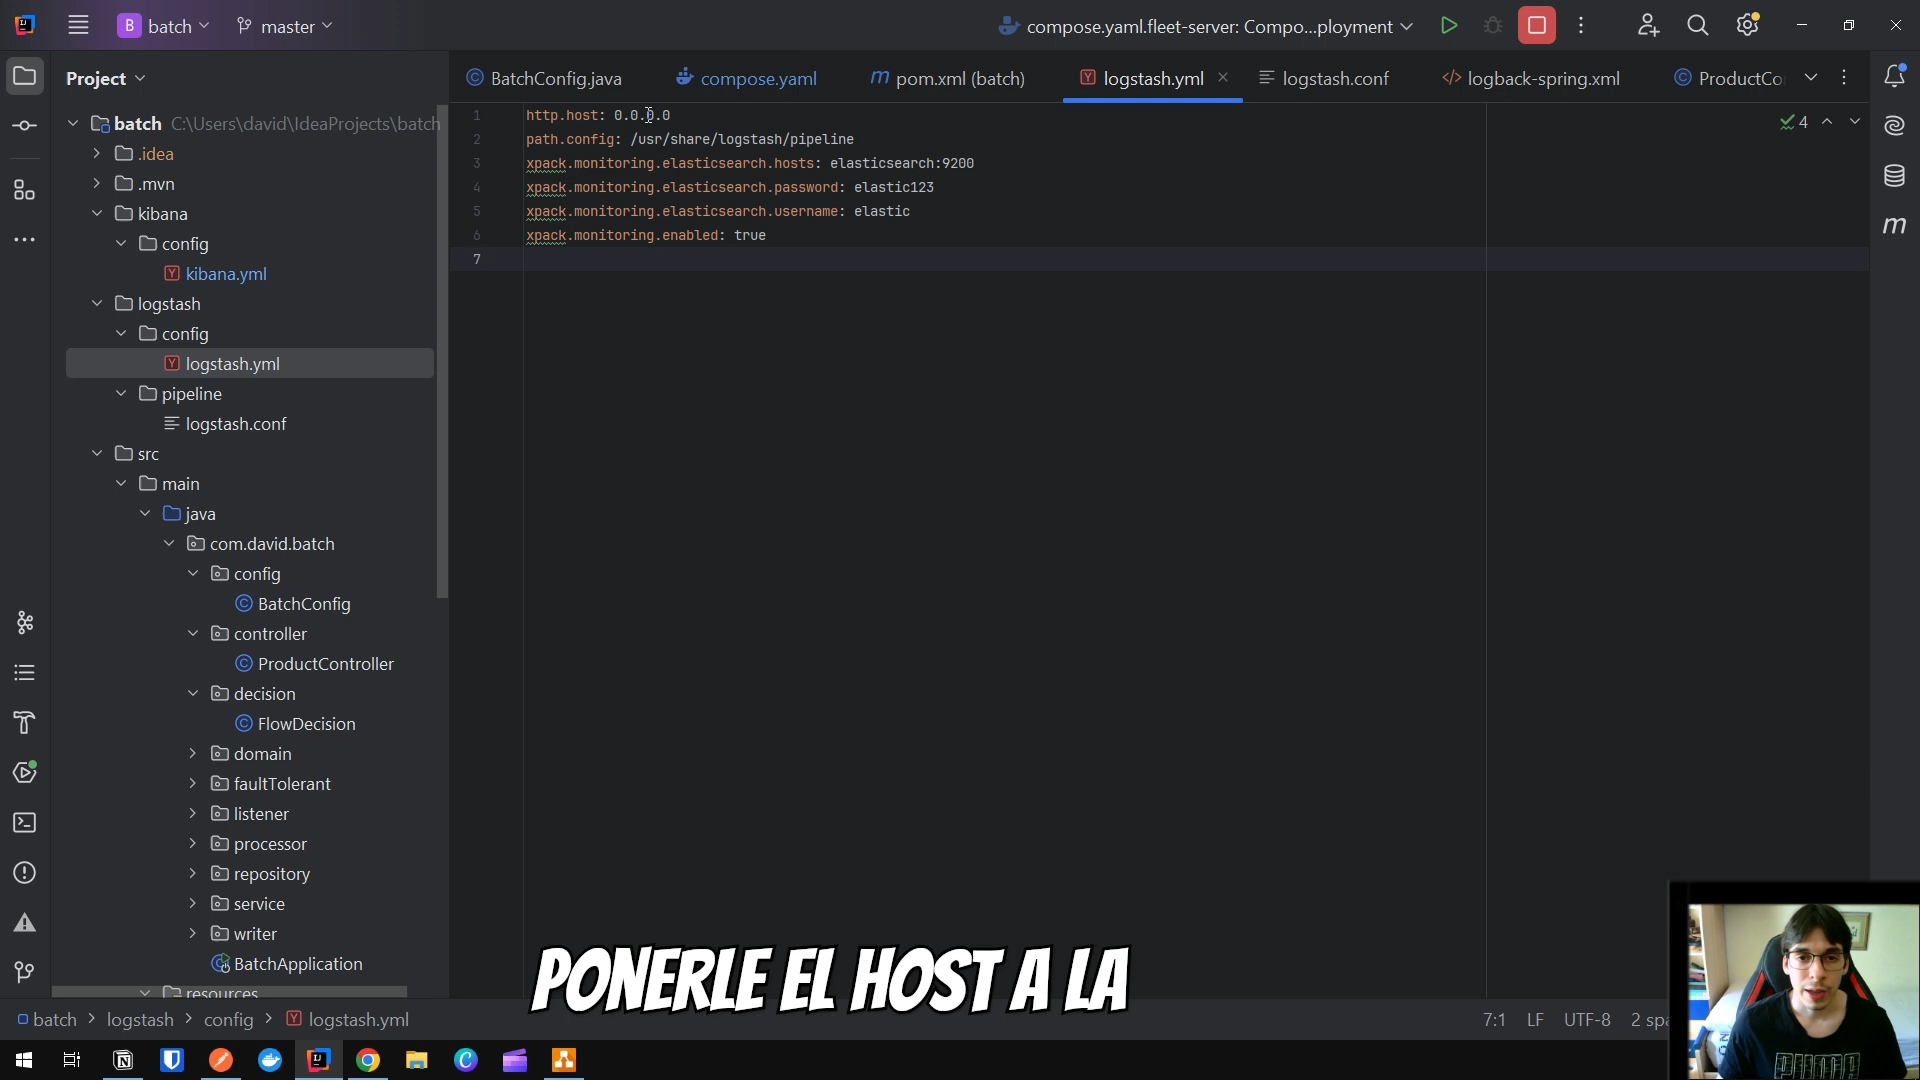 B batch master compose.yaml.fleet-server: Compo...ployment
Project
BatchConfig.java compose.yaml pom.xml (batch) logstash.yml logstash.conf logback-spring.xml ProductCo
batch C:\Users\david\IdeaProjects\batch
.idea
.mvn
kibana
config
kibana.yml
logstash
config
logstash.yml
pipeline
logstash.conf
src
main
java
com.david.batch
config
BatchConfig
controller
ProductController
decision
FlowDecision
domain
faultTolerant
listener
processor
repository
service
writer
BatchApplication
resources
1 http.host: 0.0.0.0
2 path.config: /usr/share/logstash/pipeline
3 xpack.monitoring.elasticsearch.hosts: elasticsearch:9200
4 xpack.monitoring.elasticsearch.password: elastic123
5 xpack.monitoring.elasticsearch.username: elastic
6 xpack.monitoring.enabled: true
7
4
PONERLE EL HOST A LA
batch > logstash > config > logstash.yml
7:1 LF UTF-8 2 spa
PUMA